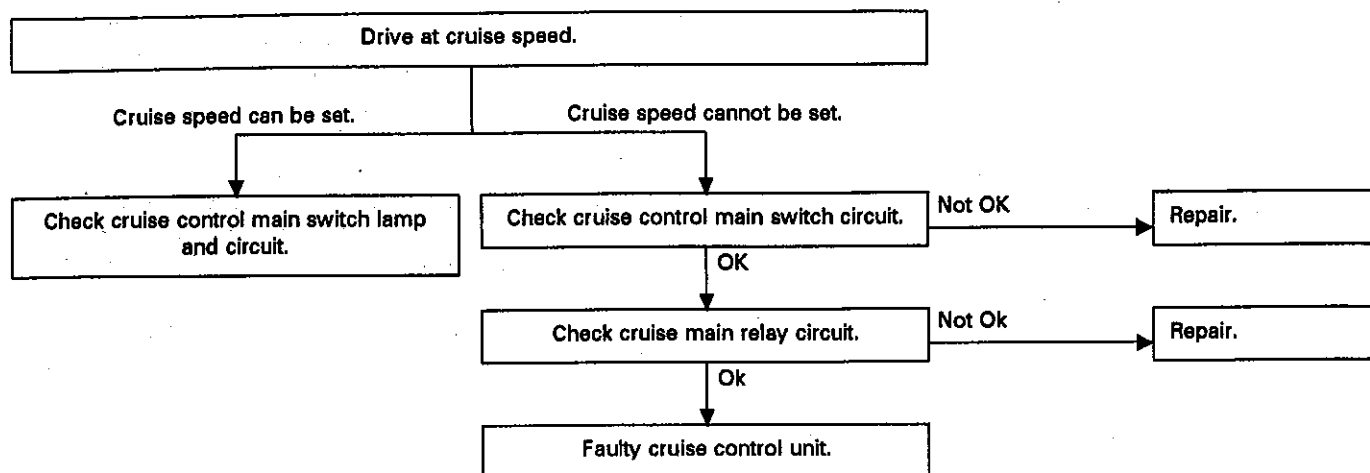 Drive at cruise speed.
Cruise speed can be set.
Cruise speed cannot be set.
Check cruise control main switch lamp
and circuit.
Check cruise control main switch circuit.
Not OK
Repair.
OK
Check cruise main relay circuit.
Not Ok
Repair.
Ok
Faulty cruise control unit.